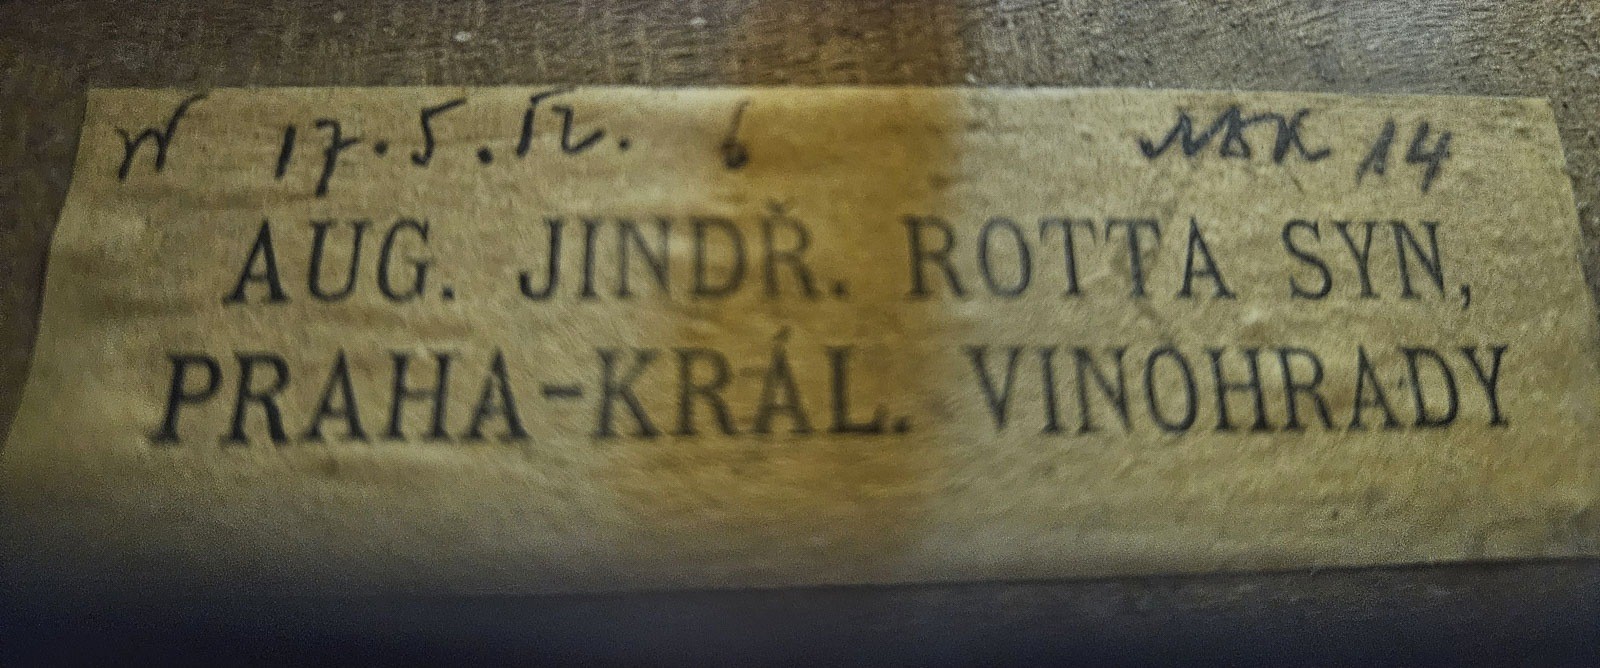 N 17.5.52. 6 14
AUG. JINDŘ. ROTTA SYN,
PRAHA-KRÁL. VINOHRADY